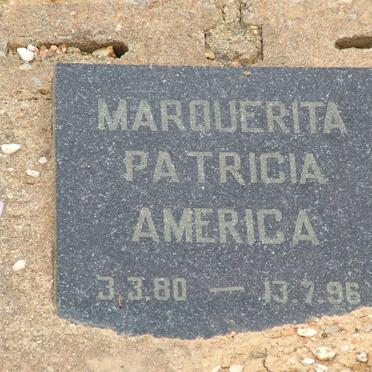 MARQUERITA
PATRICIA
AMERICA
3.3.80 — 13.7.96